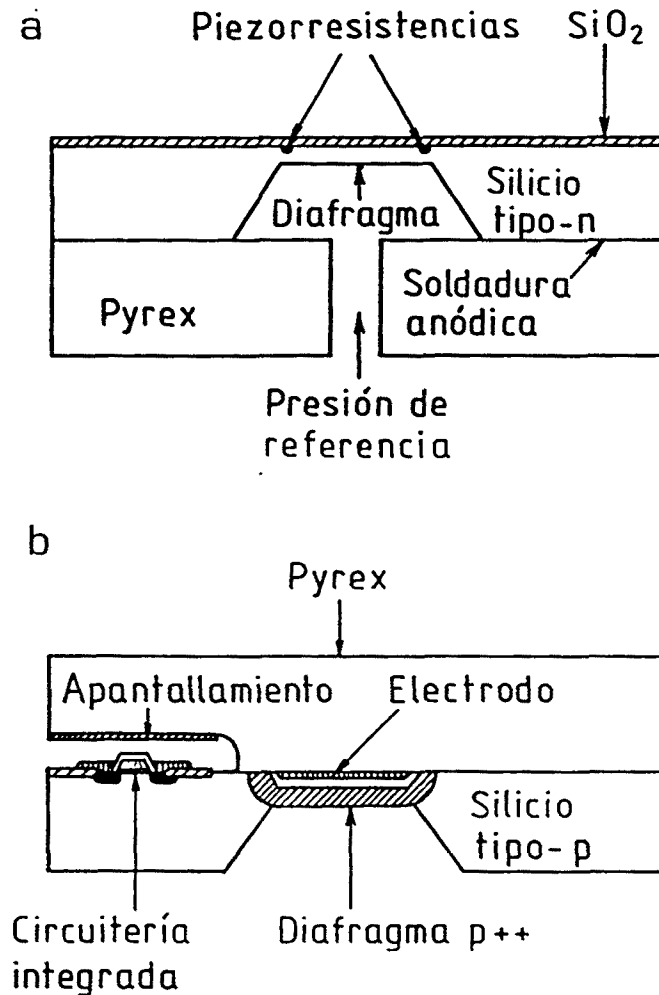 a
Piezorresistencias SiO₂
Diafragma
Silicio
tipo-n
Pyrex
Soldadura
anódica
Presión de
referencia
b
Pyrex
Apantallamiento Electrodo
Silicio
tipo-p
Circuitería
integrada
Diafragma p++